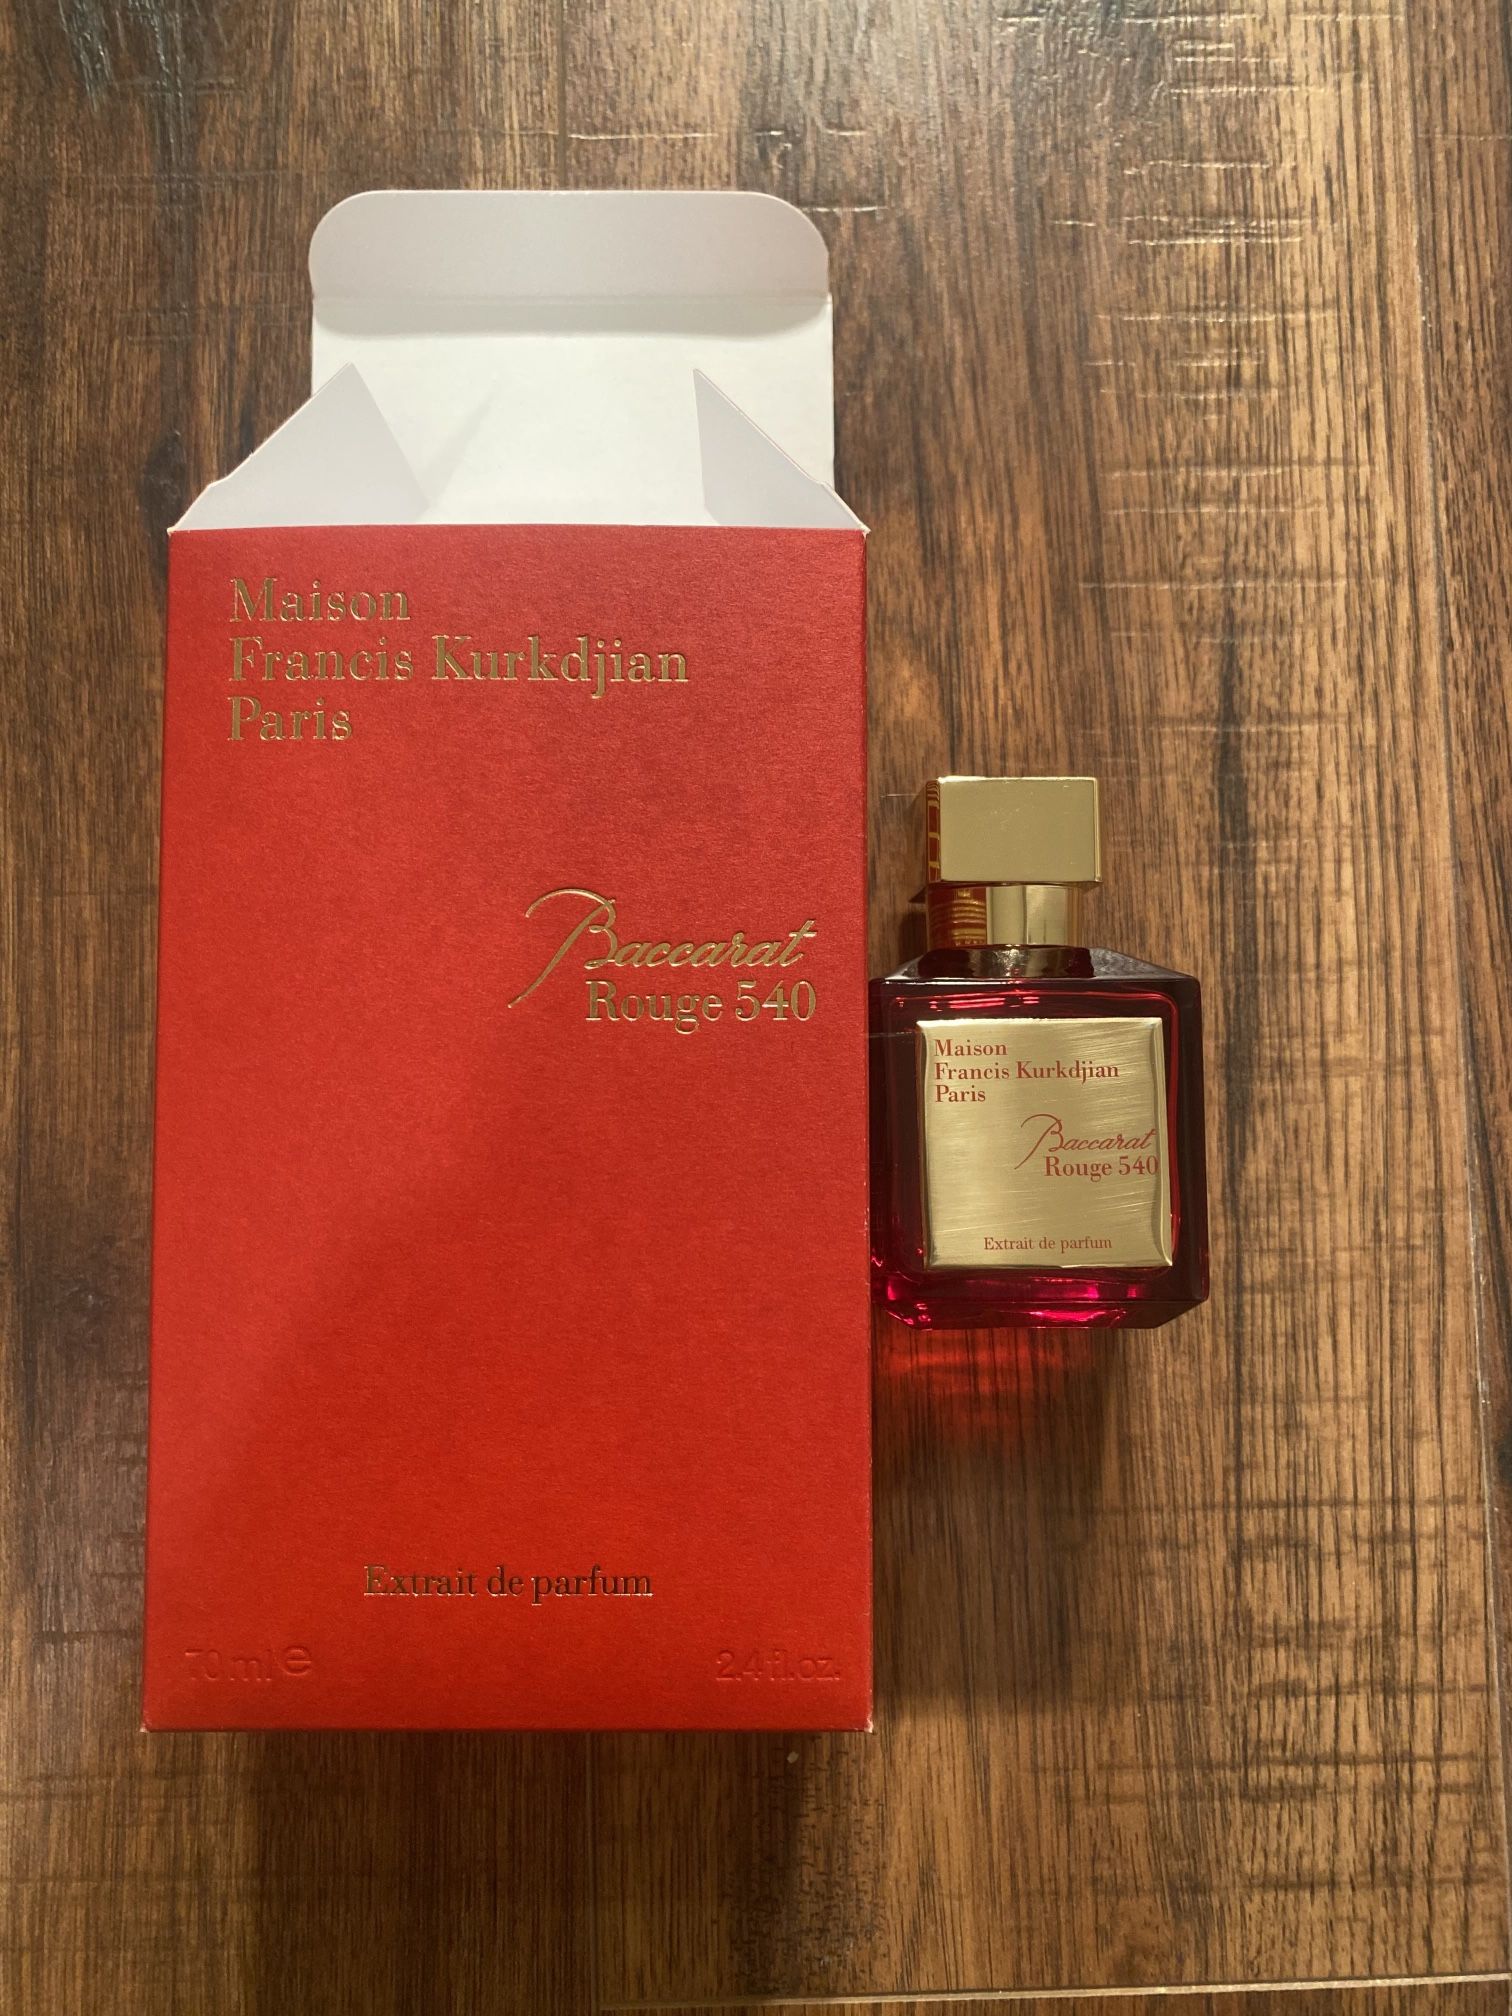 Maison
Francis Kurkdjian
Paris
Baccarat
Rouge 540
Extrait de parfum
70 ml e 2.4 fl.oz.
Maison
Francis Kurkdjian
Paris
Baccarat
Rouge 540
Extrait de parfum